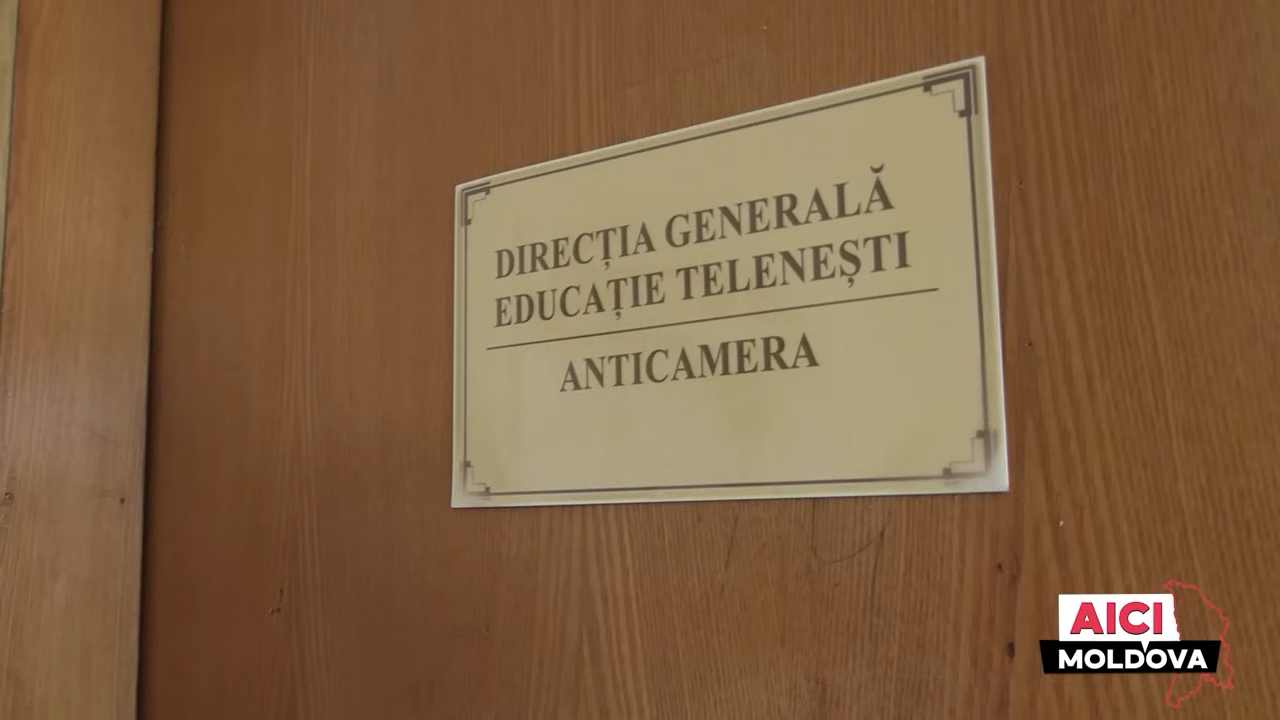 DIRECȚIA GENERALĂ
EDUCAȚIE TELENEȘTI
ANTICAMERA
AICI
MOLDOVA